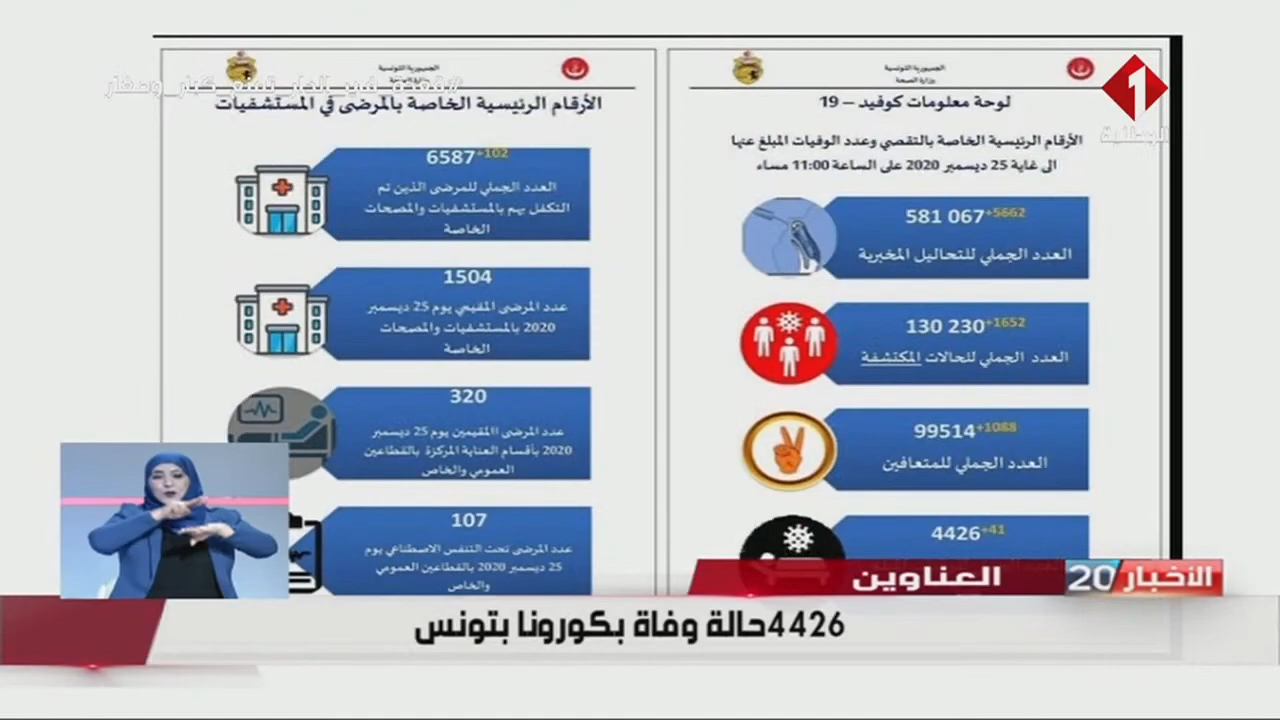 الجمهورية التونسية
وزارة الصحة
لوحة معلومات كوفيد – 19
الأرقام الرئيسية الخاصة بالتقصي وعدد الوفيات المبلغ عنها
الى غاية 25 ديسمبر 2020 على الساعة 11:00 مساء
581 067+5662
العدد الجملي للتحاليل المخبرية
130 230+1652
العدد الجملي للحالات المكتشفة
99514+1088
العدد الجملي للمتعافين
4426+41
الجمهورية التونسية
الأرقام الرئيسية الخاصة بالمرضى في المستشفيات
6587+102
العدد الجملي للمرضى الذين تم
التكفل بهم بالمستشفيات والمصحات
الخاصة
1504
عدد المرضى المقيمي يوم 25 ديسمبر
2020 بالمستشفيات والمصحات
الخاصة
320
عدد المرضى االمقيمين يوم 25 ديسمبر
2020 بأقسام العناية المركزة بالقطاعين
العمومي والخاص
107
عدد المرضى تحت التنفس الاصطناعي يوم
25 ديسمبر 2020 بالقطاعين العمومي
والخاص
1
الوطنية
الأخبار 20 العناوين
4426حالة وفاة بكورونا بتونس